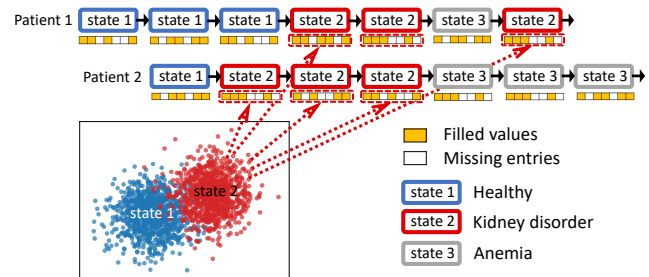 Patient 1 state 1 state 1 state 1 state 2 state 2 state 3 state 2
Patient 2 state 1 state 2 state 2 state 2 state 3 state 3 state 3
Filled values
Missing entries
state 2
state 1
state 1 Healthy
state 2 Kidney disorder
state 3 Anemia